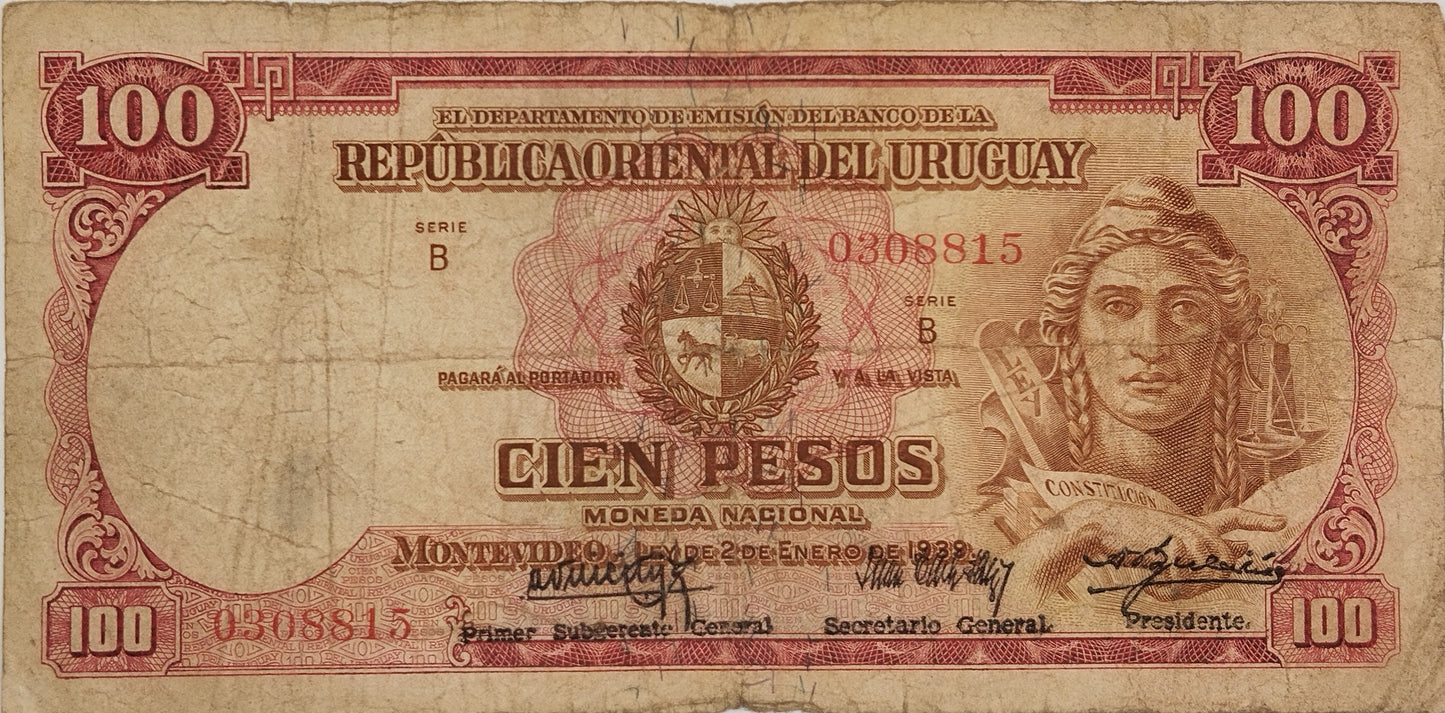 100 100
EL DEPARTAMENTO DE EMISIÓN DEL BANCO DE LA
REPÚBLICA ORIENTAL DEL URUGUAY
SERIE
B
0308815
SERIE
B
PAGARÁ AL PORTADOR Y A LA VISTA
LEY
CIEN PESOS
CONSTITUCIÓN
MONEDA NACIONAL
MONTEVIDEO, LEY DE 2 DE ENERO DE 1939.
100 0308815 100
Primer Subgerente General Secretario General. Presidente.